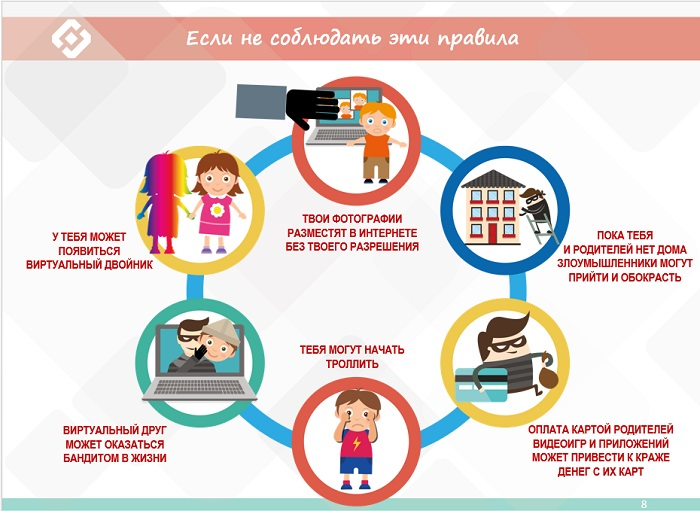 Если не соблюдать эти правила
ТВОИ ФОТОГРАФИИ
РАЗМЕСТЯТ В ИНТЕРНЕТЕ
БЕЗ ТВОЕГО РАЗРЕШЕНИЯ
У ТЕБЯ МОЖЕТ
ПОЯВИТЬСЯ
ВИРТУАЛЬНЫЙ ДВОЙНИК
ПОКА ТЕБЯ
И РОДИТЕЛЕЙ НЕТ ДОМА
ЗЛОУМЫШЛЕННИКИ МОГУТ
ПРИЙТИ И ОБОКРАСТЬ
ТЕБЯ МОГУТ НАЧАТЬ
ТРОЛЛИТЬ
ВИРТУАЛЬНЫЙ ДРУГ
МОЖЕТ ОКАЗАТЬСЯ
БАНДИТОМ В ЖИЗНИ
ОПЛАТА КАРТОЙ РОДИТЕЛЕЙ
ВИДЕОИГР И ПРИЛОЖЕНИЙ
МОЖЕТ ПРИВЕСТИ К КРАЖЕ
ДЕНЕГ С ИХ КАРТ
8